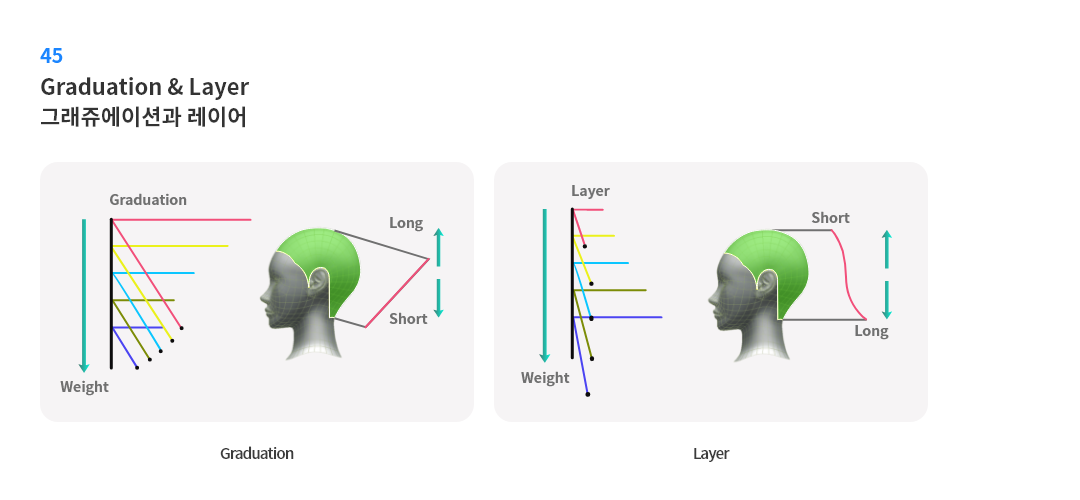 45
Graduation & Layer
그래쥬에이션과 레이어
Graduation
Long
Short
Weight
Layer
Short
Long
Weight
Graduation
Layer